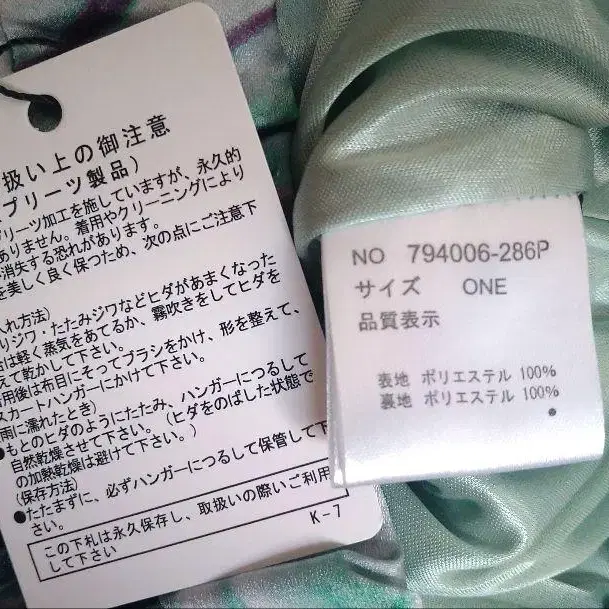 扱い上の御注意
プリーツ製品）
プリーツ加工を施していますが、永久的
ありません。着用やクリーニングにより
消失する恐れがあります。
を美しく良く保つため、次の点にご注意下
入れ方法）
りジワ・たたみジワなどヒダがあまくなった
は軽く蒸気をあてるか、霧吹きをしてヒダを
えて乾かして下さい。
用後は布目にそってブラシをかけ、形を整えて、
スカートハンガーにかけて下さい。
雨に濡れたとき）
もとのヒダのようにたたみ、ハンガーにつるして
自然乾燥させて下さい。（ヒダをのばした状態で
の加熱乾燥は避けて下さい。）
（保存方法）
●たたまずに、必ずハンガーにつるして保管して下
さい。
この下札は永久保存し、取扱いの際いご利用
して下さい
K-7
NO 794006-286P
サイズ ONE
品質表示
表地 ポリエステル 100%
裏地 ポリエステル 100%